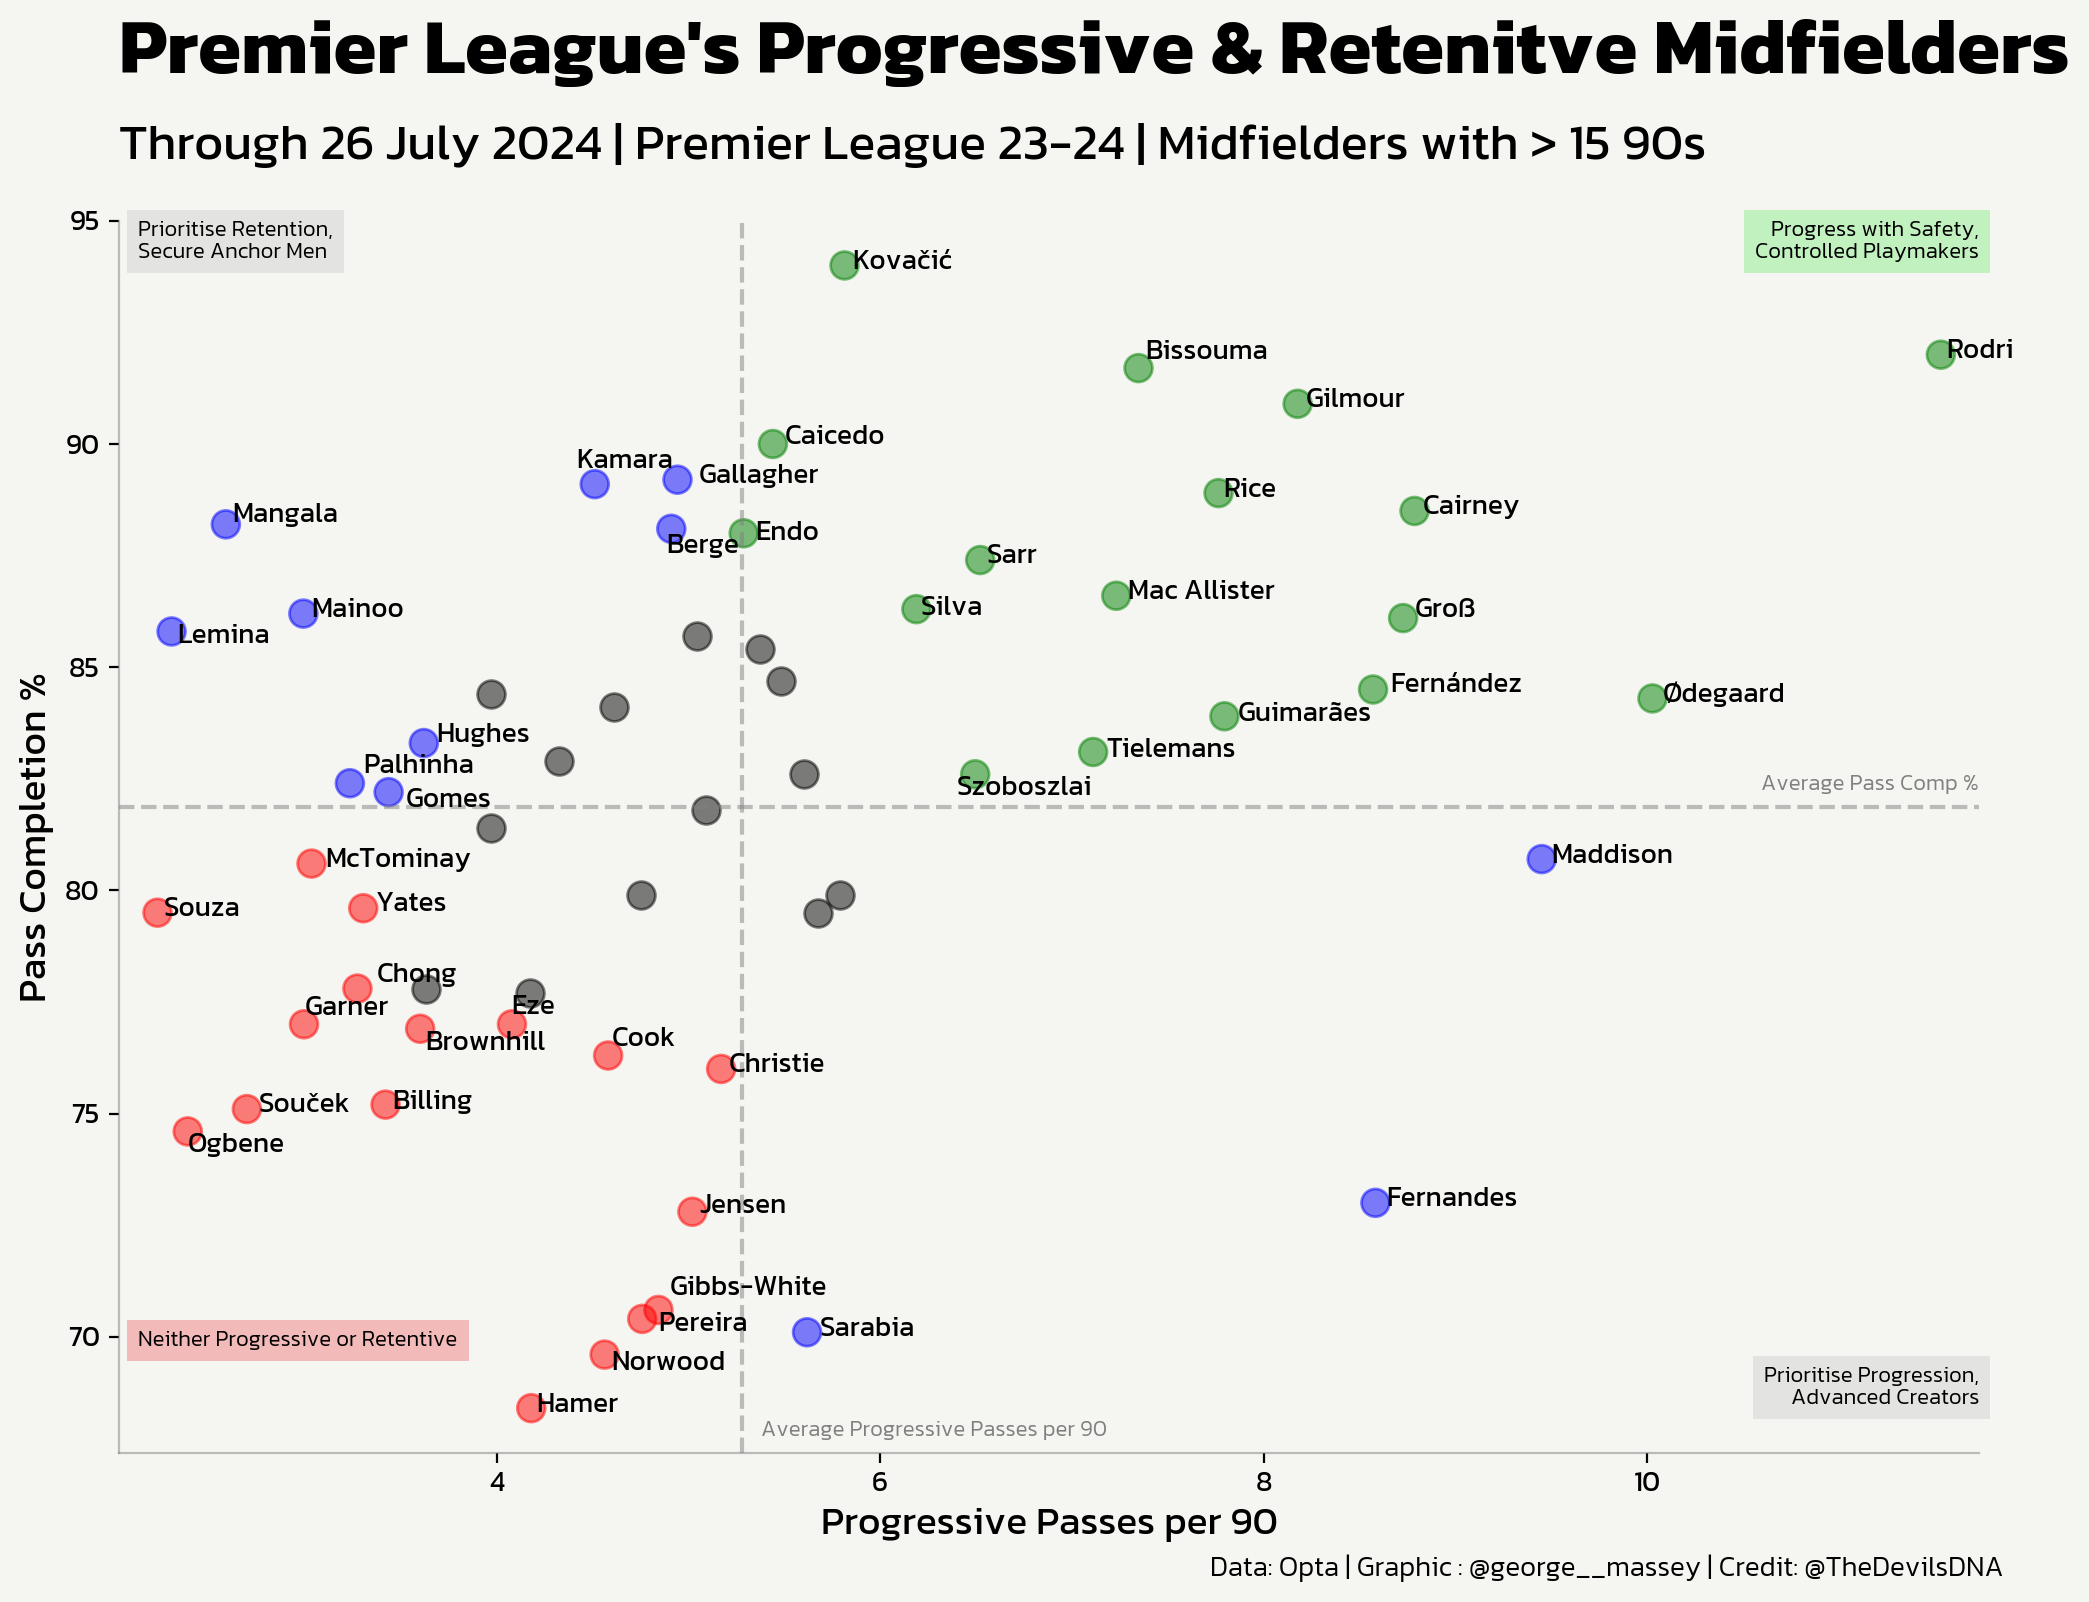 Premier League's Progressive & Retenitve Midfielders
Through 26 July 2024 | Premier League 23-24 | Midfielders with > 15 90s
Prioritise Retention,
Secure Anchor Men
Progress with Safety,
Controlled Playmakers
95
90
85
80
75
70
Pass Completion %
Kovačić
Bissouma
Rodri
Gilmour
Caicedo
Kamara
Gallagher
Rice
Cairney
Mangala
Endo
Berge
Sarr
Mac Allister
Silva
Groß
Mainoo
Lemina
Fernández
Ødegaard
Guimarães
Hughes
Tielemans
Palhinha
Szoboszlai
Gomes
Average Pass Comp %
McTominay
Maddison
Yates
Souza
Chong
Garner
Eze
Brownhill
Cook
Christie
Souček
Billing
Ogbene
Jensen
Fernandes
Gibbs-White
Pereira
Sarabia
Norwood
Hamer
Neither Progressive or Retentive
Prioritise Progression,
Advanced Creators
Average Progressive Passes per 90
4
6
8
10
Progressive Passes per 90
Data: Opta | Graphic : @george__massey | Credit: @TheDevilsDNA